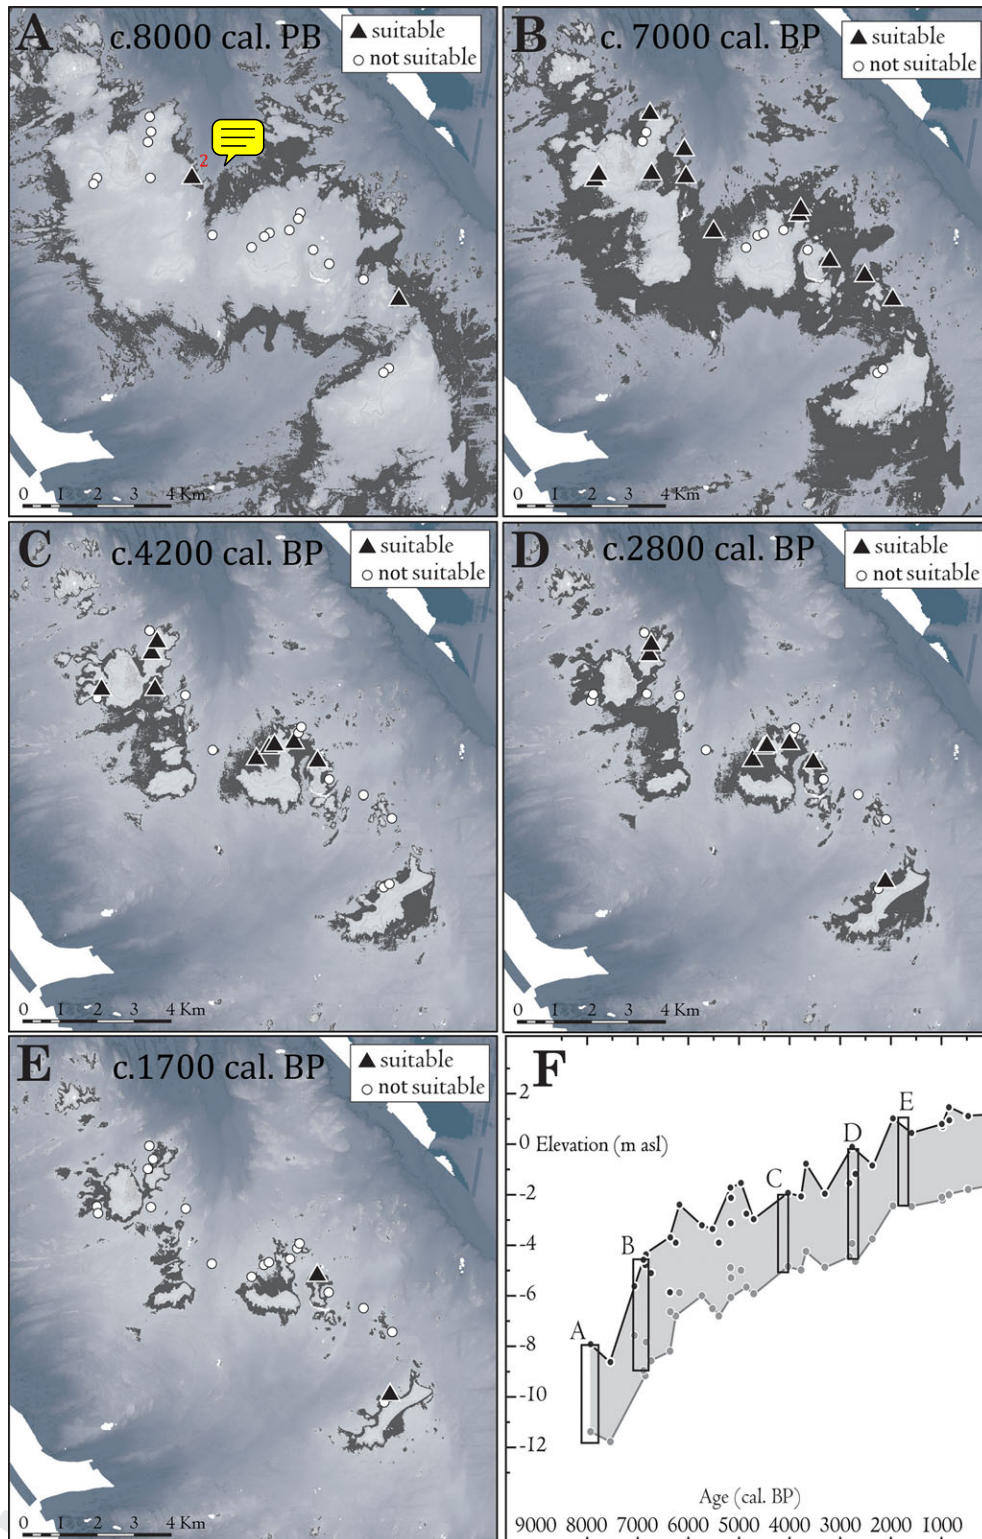 A
c.8000 cal. PB
suitable
not suitable
2
0 1 2 3 4 Km
B
c. 7000 cal. BP
suitable
not suitable
0 1 2 3 4 Km
C
c.4200 cal. BP
suitable
not suitable
0 1 2 3 4 Km
D
c.2800 cal. BP
suitable
not suitable
0 1 2 3 4 Km
E
c.1700 cal. BP
suitable
not suitable
0 1 2 3 4 Km
F
2
0
-2
-4
-6
-8
-10
-12
Elevation (m asl)
A
B
C
D
E
Age (cal. BP)
9000 8000 7000 6000 5000 4000 3000 2000 1000